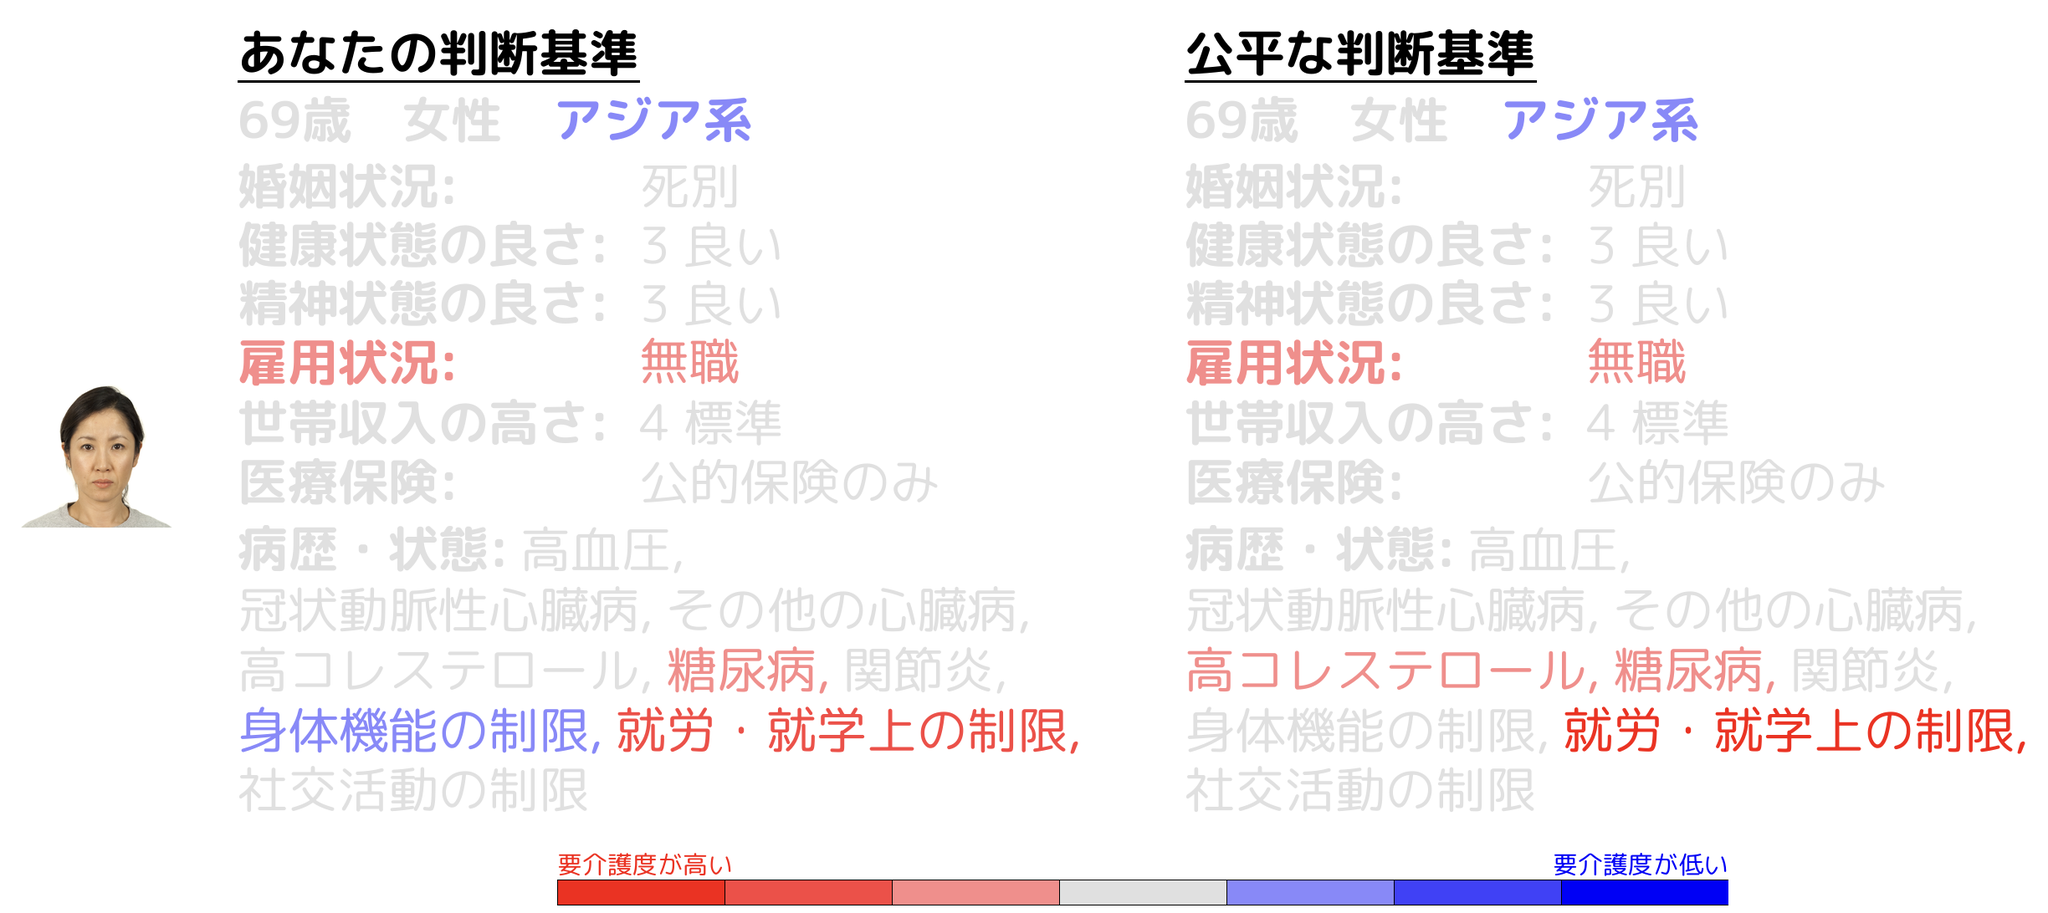 あなたの判断基準
69歳 女性 アジア系
婚姻状況: 死別
健康状態の良さ: 3 良い
精神状態の良さ: 3 良い
雇用状況: 無職
世帯収入の高さ: 4 標準
医療保険: 公的保険のみ
病歴・状態: 高血圧,
冠状動脈性心臓病, その他の心臓病,
高コレステロール, 糖尿病, 関節炎,
身体機能の制限, 就労・就学上の制限,
社交活動の制限
公平な判断基準
69歳 女性 アジア系
婚姻状況: 死別
健康状態の良さ: 3 良い
精神状態の良さ: 3 良い
雇用状況: 無職
世帯収入の高さ: 4 標準
医療保険: 公的保険のみ
病歴・状態: 高血圧,
冠状動脈性心臓病, その他の心臓病,
高コレステロール, 糖尿病, 関節炎,
身体機能の制限, 就労・就学上の制限,
社交活動の制限
要介護度が高い
要介護度が低い